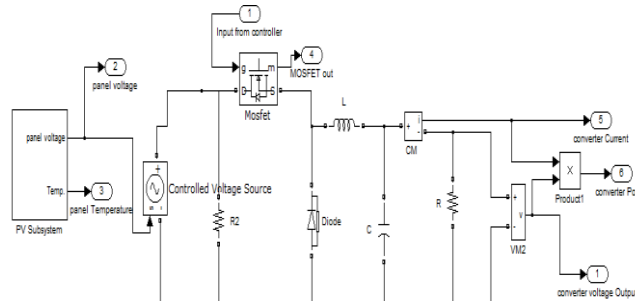 1
Input from controller
2
panel voltage
g m
D S
Mosfet
4
MOSFET out
L
i
+
-
CM
5
converter Current
panel voltage
Temp.
PV Subsystem
3
panel Temperature
+
-
s
Controlled Voltage Source
R2
Diode
C
R
+
v
-
VM2
X
Product1
6
converter Po
1
converter voltage Outpu